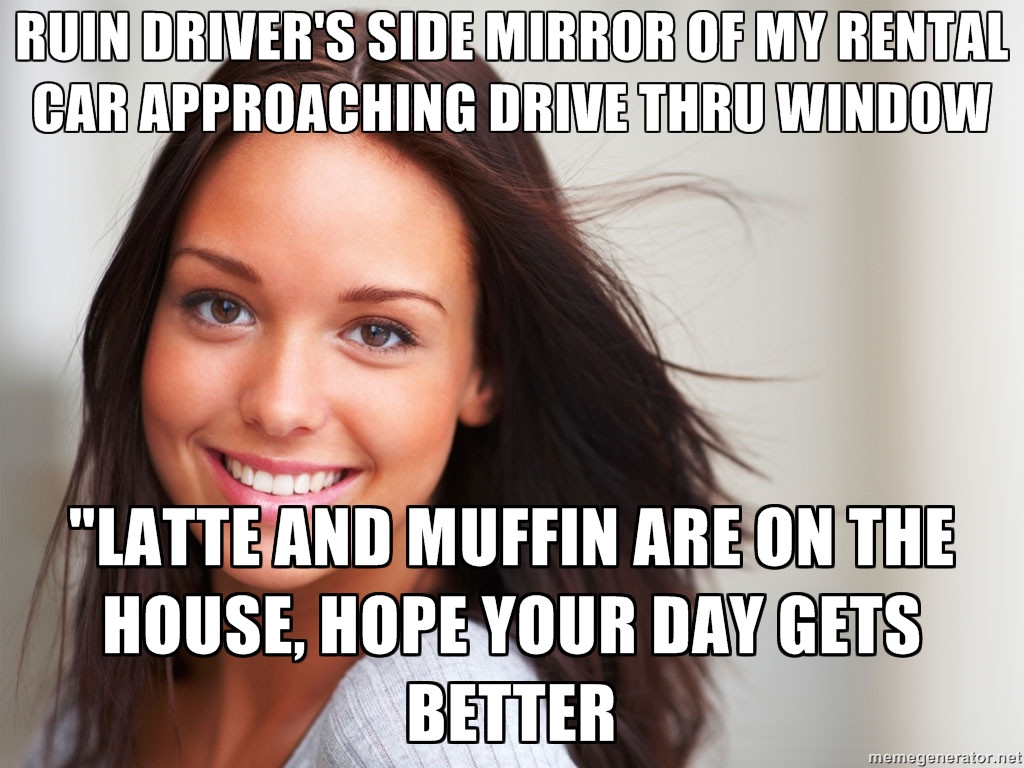 RUIN DRIVER'S SIDE MIRROR OF MY RENTAL
CAR APPROACHING DRIVE THRU WINDOW
"LATTE AND MUFFIN ARE ON THE
HOUSE, HOPE YOUR DAY GETS
BETTER
memegenerator.net